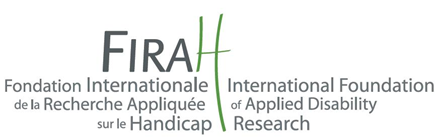 FIRAH
Fondation Internationale
de la Recherche Appliquée
sur le Handicap
International Foundation
of Applied Disability
Research